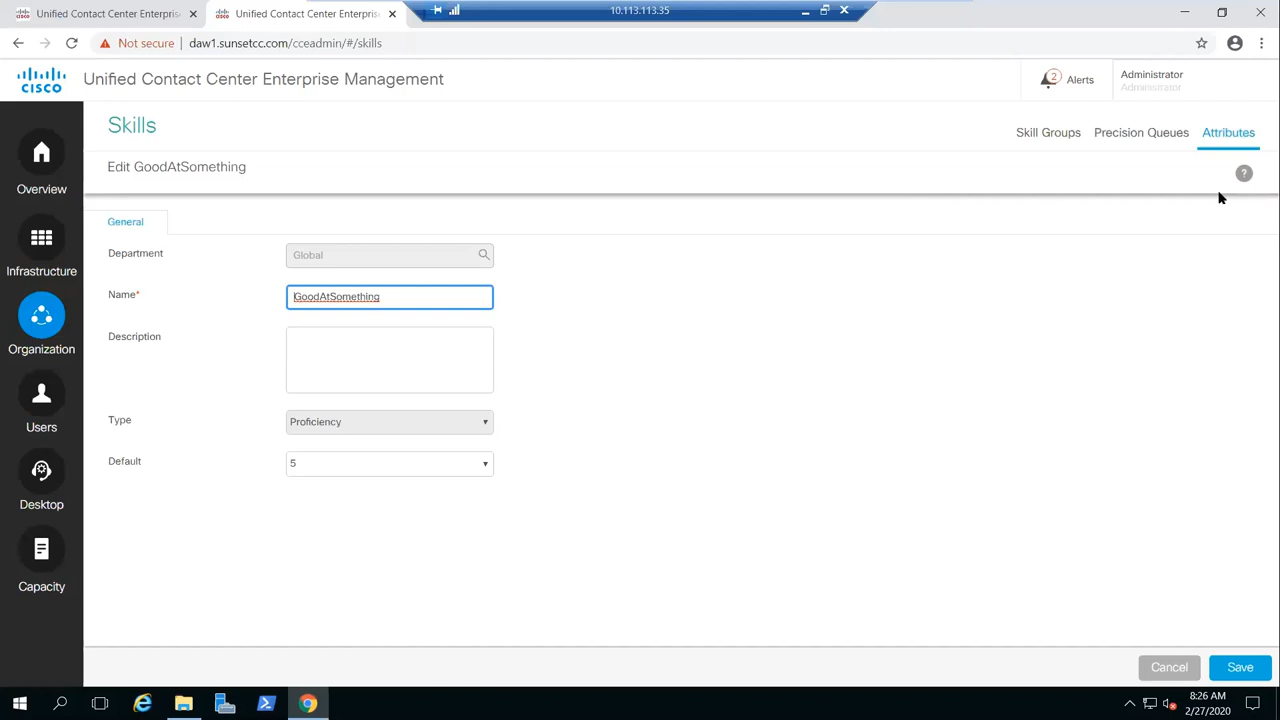 Unified Contact Center Enterprise
Unified Contact Center Enterprise
10.113.113.35
Not secure
daw1.sunsetcc.com/cceadmin/#/skills
CISCO
Unified Contact Center Enterprise Management
2
Alerts
Administrator
Administrator
Skills
Skill Groups
Precision Queues
Attributes
Edit GoodAtSomething
?
Overview
Infrastructure
Organization
Users
Desktop
Capacity
General
Department
Global
Name*
GoodAtSomething
Description
Type
Proficiency
Default
5
Cancel
Save
8:26 AM
2/27/2020